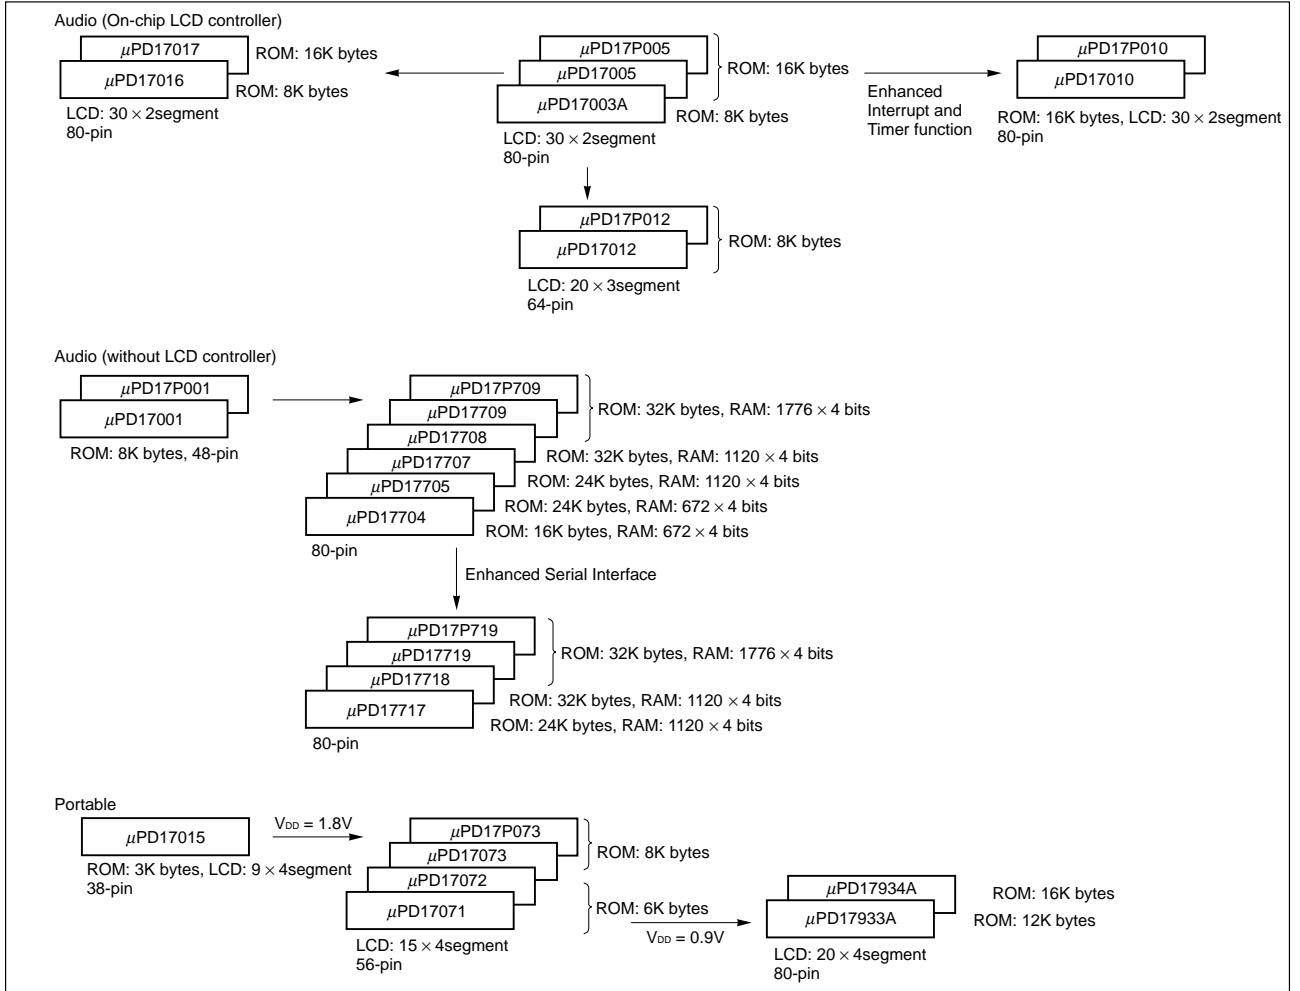 Audio (On-chip LCD controller)
μPD17017
ROM: 16K bytes
μPD17016
ROM: 8K bytes
LCD: 30 × 2segment
80-pin
μPD17P005
μPD17005
ROM: 16K bytes
μPD17003A
ROM: 8K bytes
LCD: 30 × 2segment
80-pin
Enhanced
Interrupt and
Timer function
μPD17P010
μPD17010
ROM: 16K bytes, LCD: 30 × 2segment
80-pin
μPD17P012
μPD17012
ROM: 8K bytes
LCD: 20 × 3segment
64-pin
Audio (without LCD controller)
μPD17P001
μPD17001
ROM: 8K bytes, 48-pin
μPD17P709
μPD17709
ROM: 32K bytes, RAM: 1776 × 4 bits
μPD17708
ROM: 32K bytes, RAM: 1120 × 4 bits
μPD17707
ROM: 24K bytes, RAM: 1120 × 4 bits
μPD17705
ROM: 24K bytes, RAM: 672 × 4 bits
μPD17704
ROM: 16K bytes, RAM: 672 × 4 bits
80-pin
Enhanced Serial Interface
μPD17P719
μPD17719
ROM: 32K bytes, RAM: 1776 × 4 bits
μPD17718
ROM: 32K bytes, RAM: 1120 × 4 bits
μPD17717
ROM: 24K bytes, RAM: 1120 × 4 bits
80-pin
Portable
μPD17015
ROM: 3K bytes, LCD: 9 × 4segment
38-pin
VDD = 1.8V
μPD17P073
μPD17073
ROM: 8K bytes
μPD17072
μPD17071
ROM: 6K bytes
LCD: 15 × 4segment
56-pin
VDD = 0.9V
μPD17934A
ROM: 16K bytes
μPD17933A
ROM: 12K bytes
LCD: 20 × 4segment
80-pin